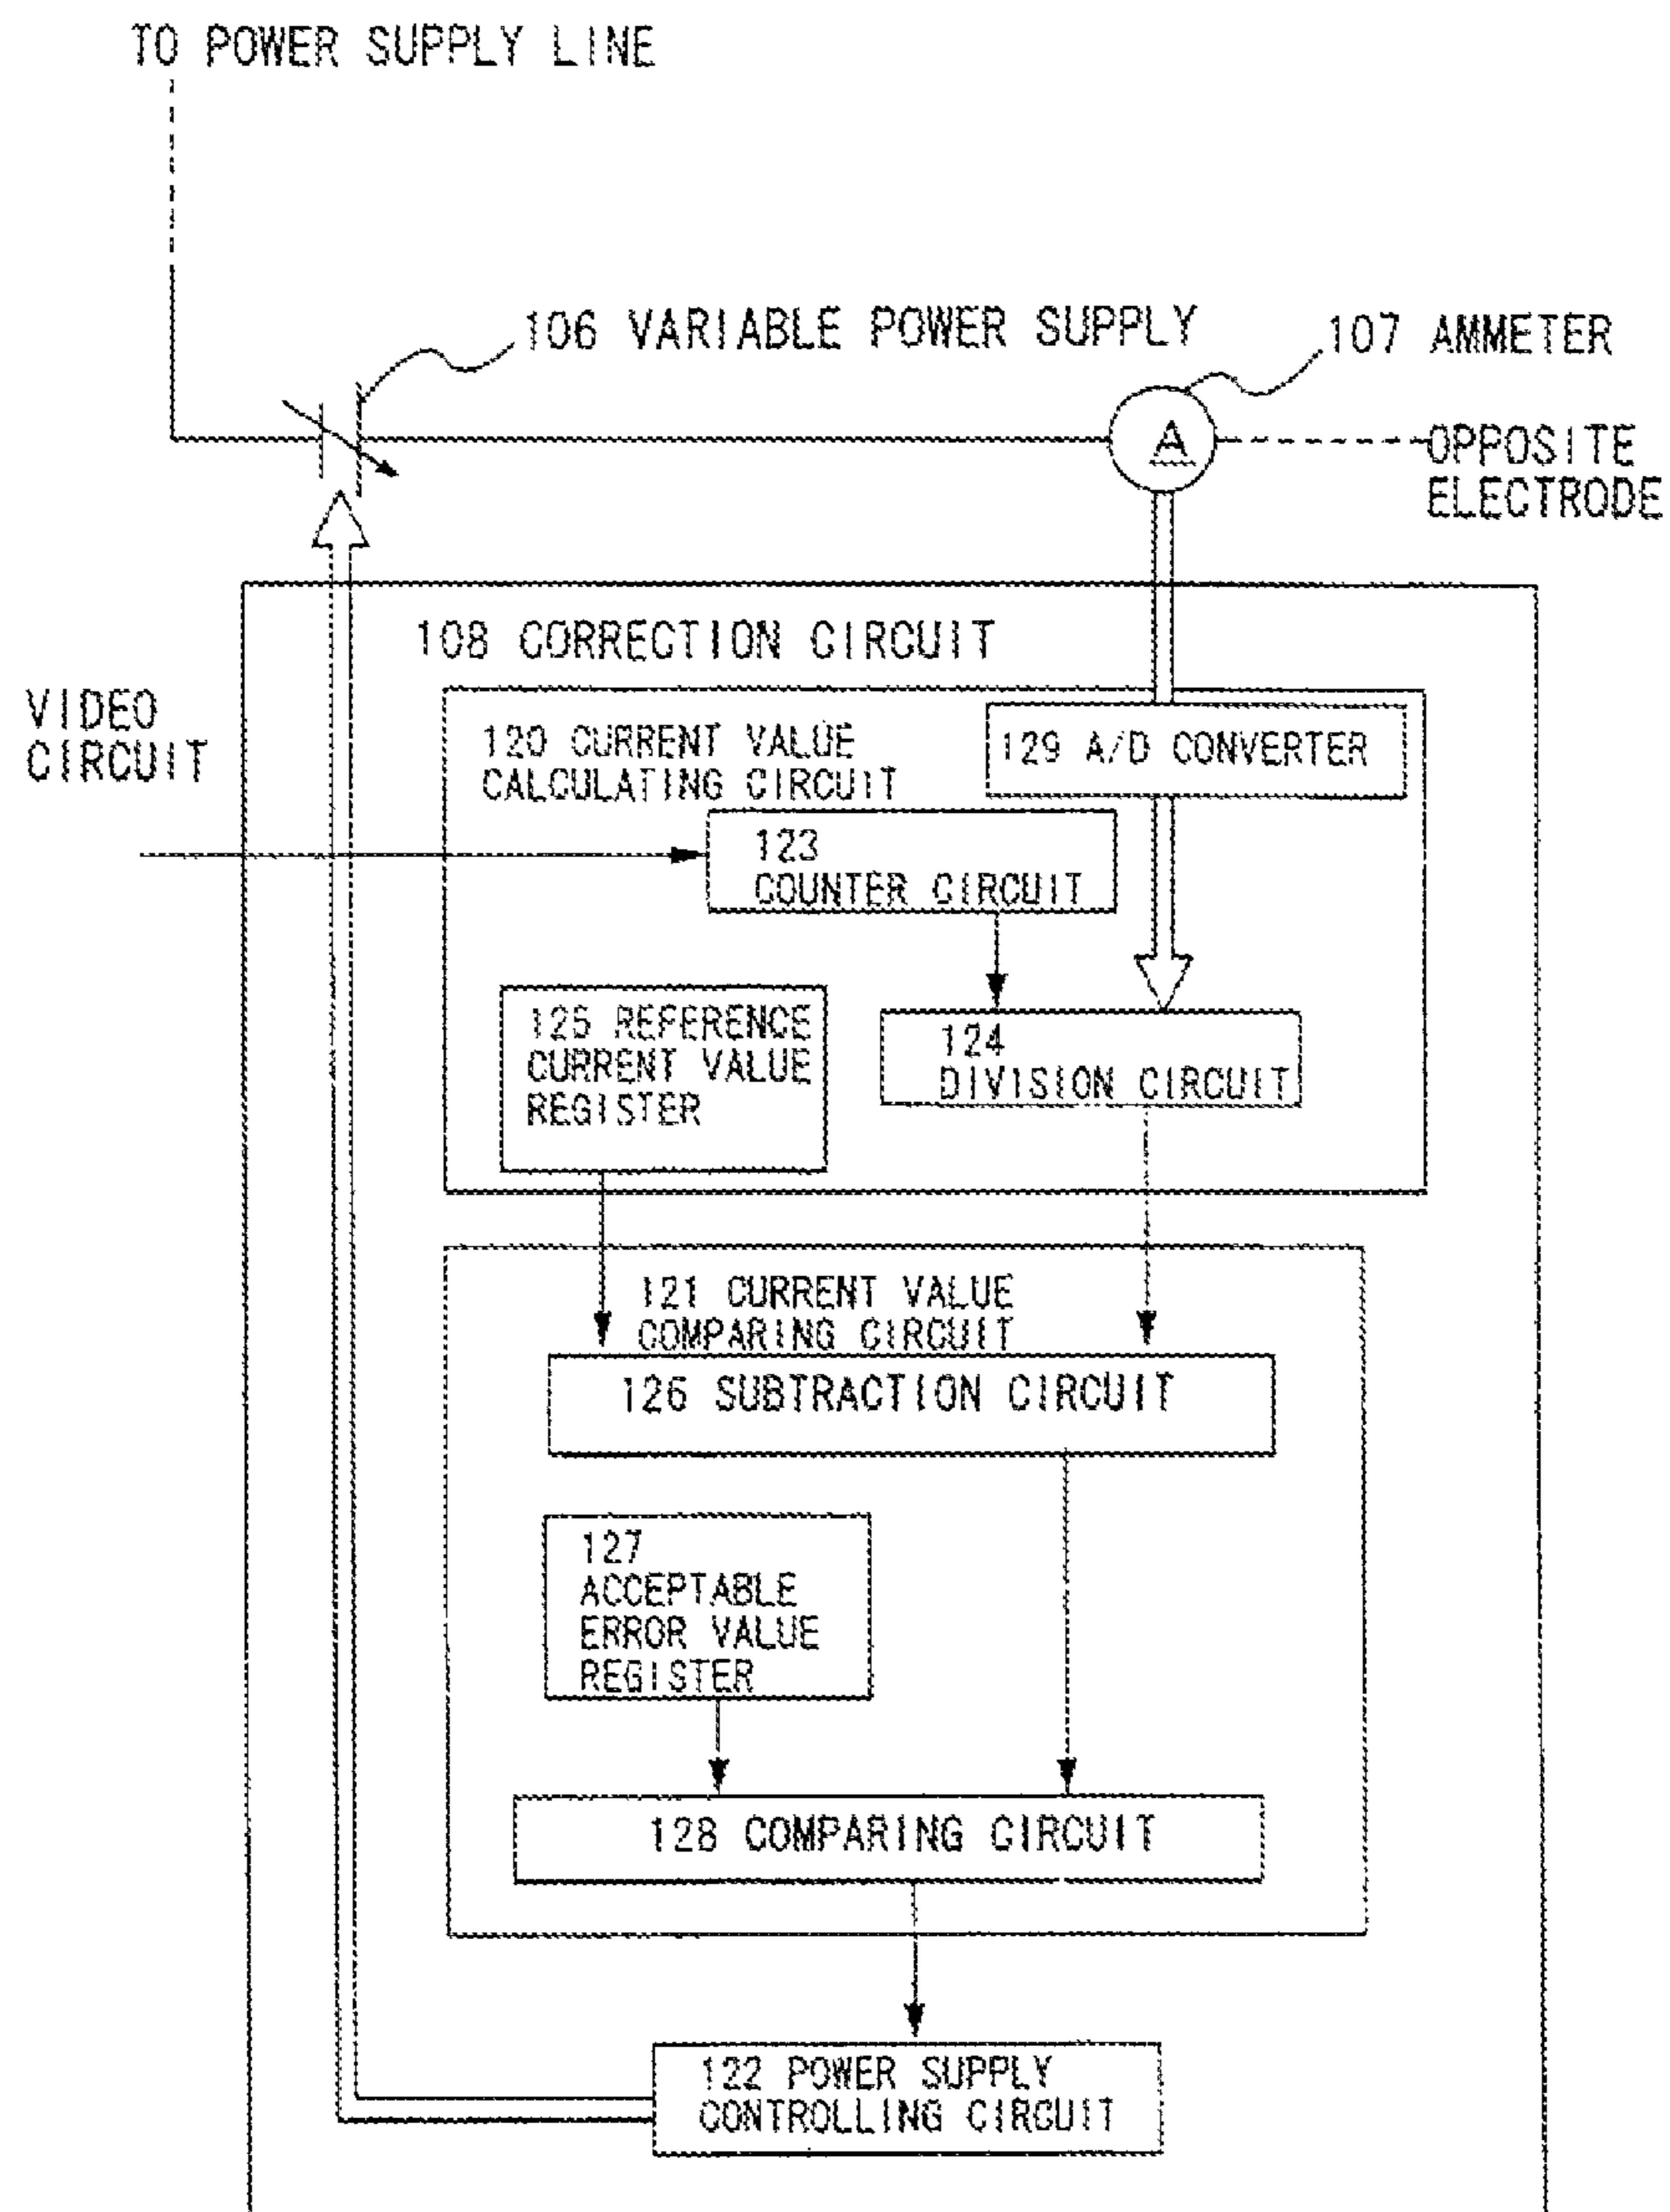 TO POWER SUPPLY LINE
106 VARIABLE POWER SUPPLY
107 AMMETER
A
OPPOSITE
ELECTRODE
108 CORRECTION CIRCUIT
VIDEO
CIRCUIT
120 CURRENT VALUE
CALCULATING CIRCUIT
129 A/D CONVERTER
123
COUNTER CIRCUIT
125 REFERENCE
CURRENT VALUE
REGISTER
124
DIVISION CIRCUIT
121 CURRENT VALUE
COMPARING CIRCUIT
126 SUBTRACTION CIRCUIT
127
ACCEPTABLE
ERROR VALUE
REGISTER
128 COMPARING CIRCUIT
122 POWER SUPPLY
CONTROLLING CIRCUIT